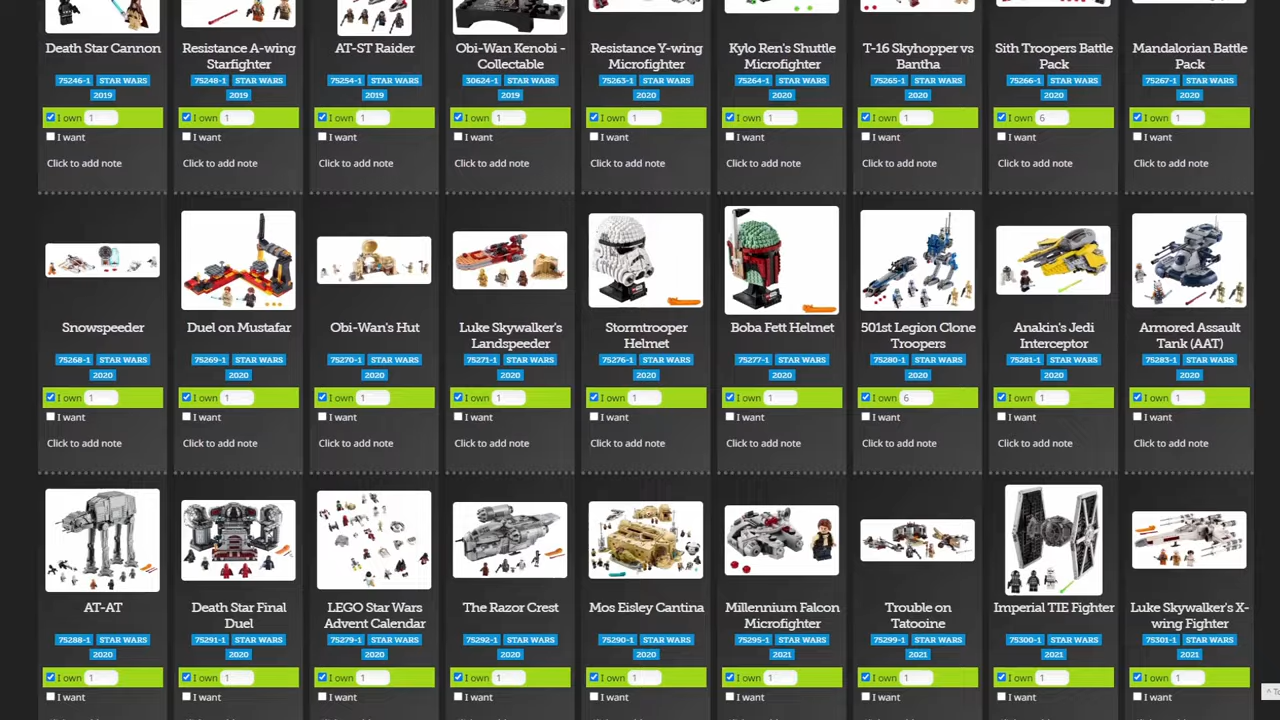 Death Star Cannon
75246-1 STAR WARS
2019
I own 1
I want
Click to add note
Resistance A-wing
Starfighter
75248-1 STAR WARS
2019
I own 1
I want
Click to add note
AT-ST Raider
75254-1 STAR WARS
2019
I own 1
I want
Click to add note
Obi-Wan Kenobi -
Collectable
30624-1 STAR WARS
2019
I own 1
I want
Click to add note
Resistance Y-wing
Microfighter
75263-1 STAR WARS
2020
I own 1
I want
Click to add note
Kylo Ren's Shuttle
Microfighter
75264-1 STAR WARS
2020
I own 1
I want
Click to add note
T-16 Skyhopper vs
Bantha
75265-1 STAR WARS
2020
I own 1
I want
Click to add note
Sith Troopers Battle
Pack
75266-1 STAR WARS
2020
I own 6
I want
Click to add note
Mandalorian Battle
Pack
75267-1 STAR WARS
2020
I own 1
I want
Click to add note
Snowspeeder
75268-1 STAR WARS
2020
I own 1
I want
Click to add note
Duel on Mustafar
75269-1 STAR WARS
2020
I own 1
I want
Click to add note
Obi-Wan's Hut
75270-1 STAR WARS
2020
I own 1
I want
Click to add note
Luke Skywalker's
Landspeeder
75271-1 STAR WARS
2020
I own 1
I want
Click to add note
Stormtrooper
Helmet
75276-1 STAR WARS
2020
I own 1
I want
Click to add note
Boba Fett Helmet
75277-1 STAR WARS
2020
I own 1
I want
Click to add note
501st Legion Clone
Troopers
75280-1 STAR WARS
2020
I own 6
I want
Click to add note
Anakin's Jedi
Interceptor
75281-1 STAR WARS
2020
I own 1
I want
Click to add note
Armored Assault
Tank (AAT)
75283-1 STAR WARS
2020
I own 1
I want
Click to add note
AT-AT
75288-1 STAR WARS
2020
I own 1
I want
Death Star Final
Duel
75291-1 STAR WARS
2020
I own 1
I want
LEGO Star Wars
Advent Calendar
75279-1 STAR WARS
2020
I own 1
I want
The Razor Crest
75292-1 STAR WARS
2020
I own 1
I want
Mos Eisley Cantina
75290-1 STAR WARS
2020
I own 1
I want
Millennium Falcon
Microfighter
75295-1 STAR WARS
2021
I own 1
I want
Trouble on
Tatooine
75299-1 STAR WARS
2021
I own 1
I want
Imperial TIE Fighter
75300-1 STAR WARS
2021
I own 1
I want
Luke Skywalker's X-
wing Fighter
75301-1 STAR WARS
2021
I own 1
I want